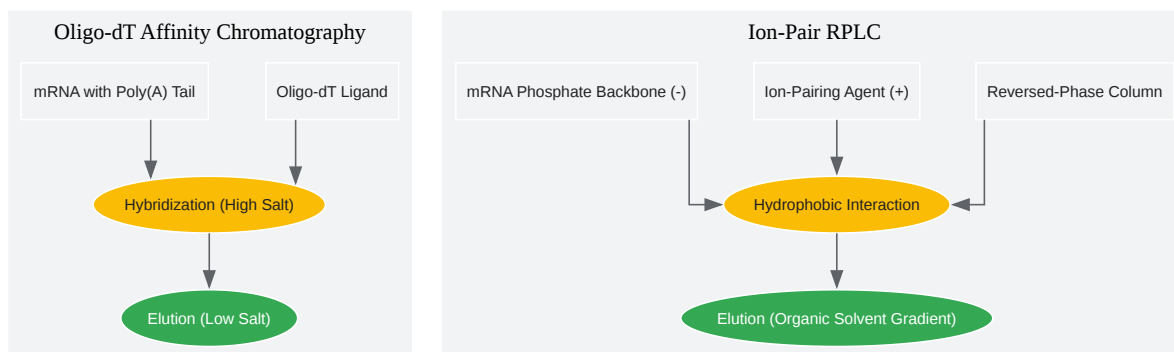 Oligo-dT Affinity Chromatography
mRNA with Poly(A) Tail
Oligo-dT Ligand
Hybridization (High Salt)
Elution (Low Salt)
Ion-Pair RPLC
mRNA Phosphate Backbone (-)
Ion-Pairing Agent (+)
Reversed-Phase Column
Hydrophobic Interaction
Elution (Organic Solvent Gradient)